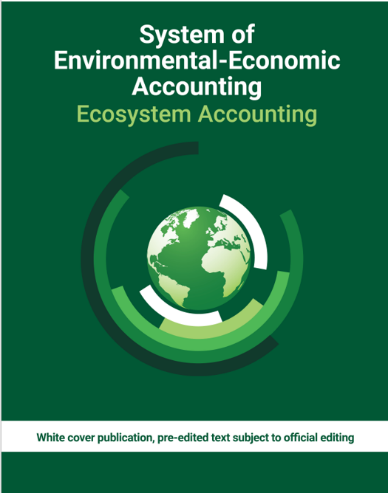 System of
Environmental-Economic
Accounting
Ecosystem Accounting
White cover publication, pre-edited text subject to official editing